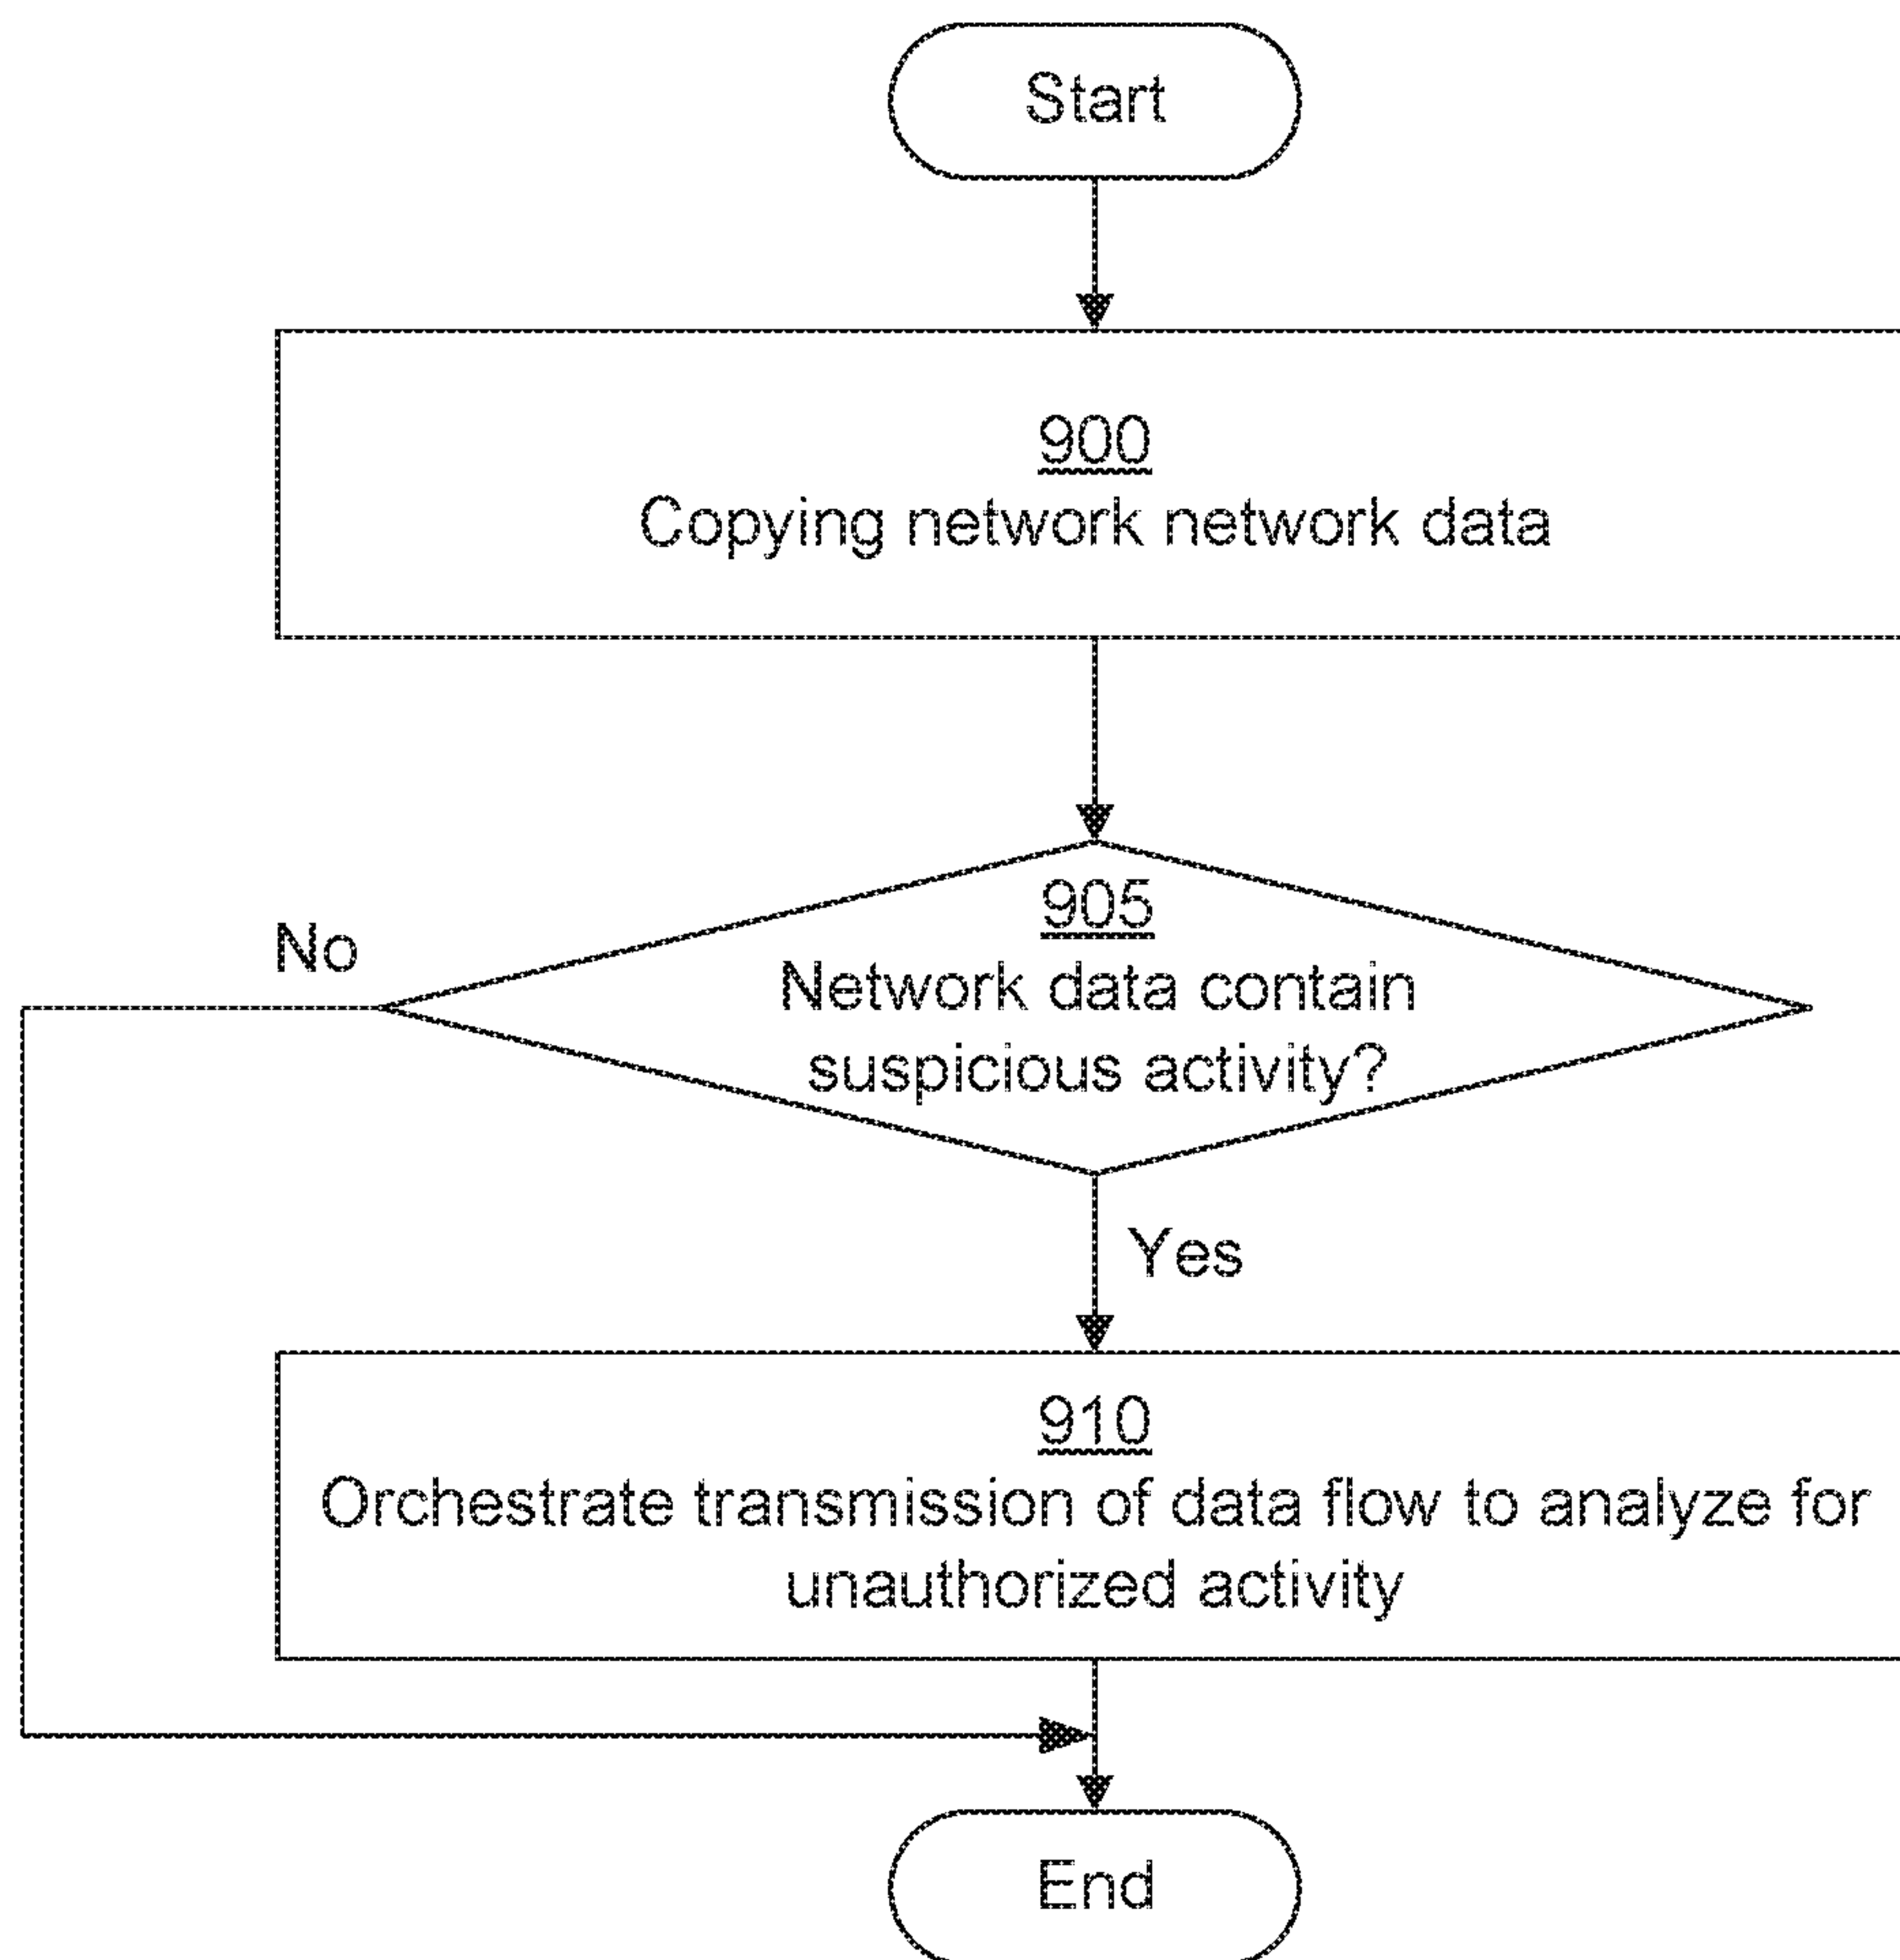 Start
900
Copying network network data
905
Network data contain
suspicious activity?
No
Yes
910
Orchestrate transmission of data flow to analyze for
unauthorized activity
End